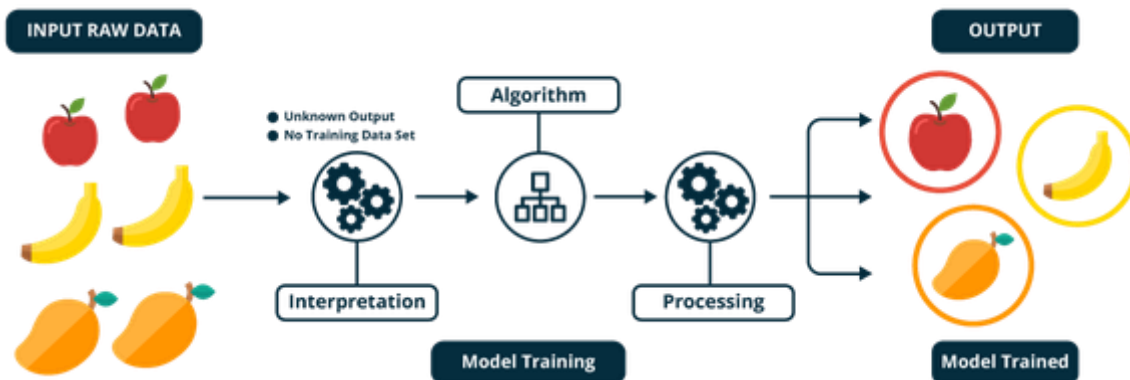 INPUT RAW DATA
OUTPUT
Algorithm
Unknown Output
No Training Data Set
Interpretation
Processing
Model Training
Model Trained